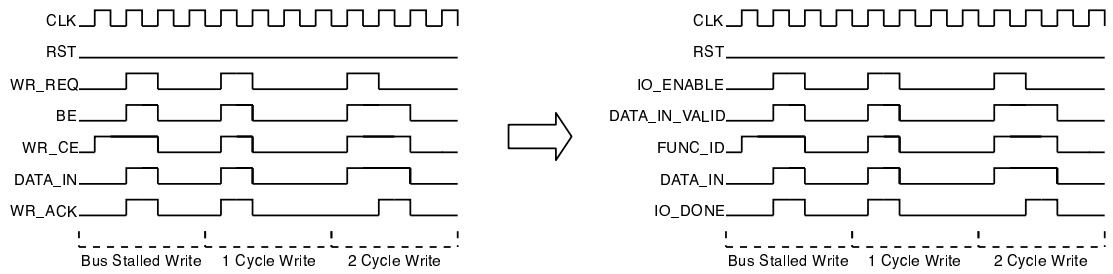 CLK
RST
WR_REQ
BE
WR_CE
DATA_IN
WR_ACK
Bus Stalled Write 1 Cycle Write 2 Cycle Write
CLK
RST
IO_ENABLE
DATA_IN_VALID
FUNC_ID
DATA_IN
IO_DONE
Bus Stalled Write 1 Cycle Write 2 Cycle Write